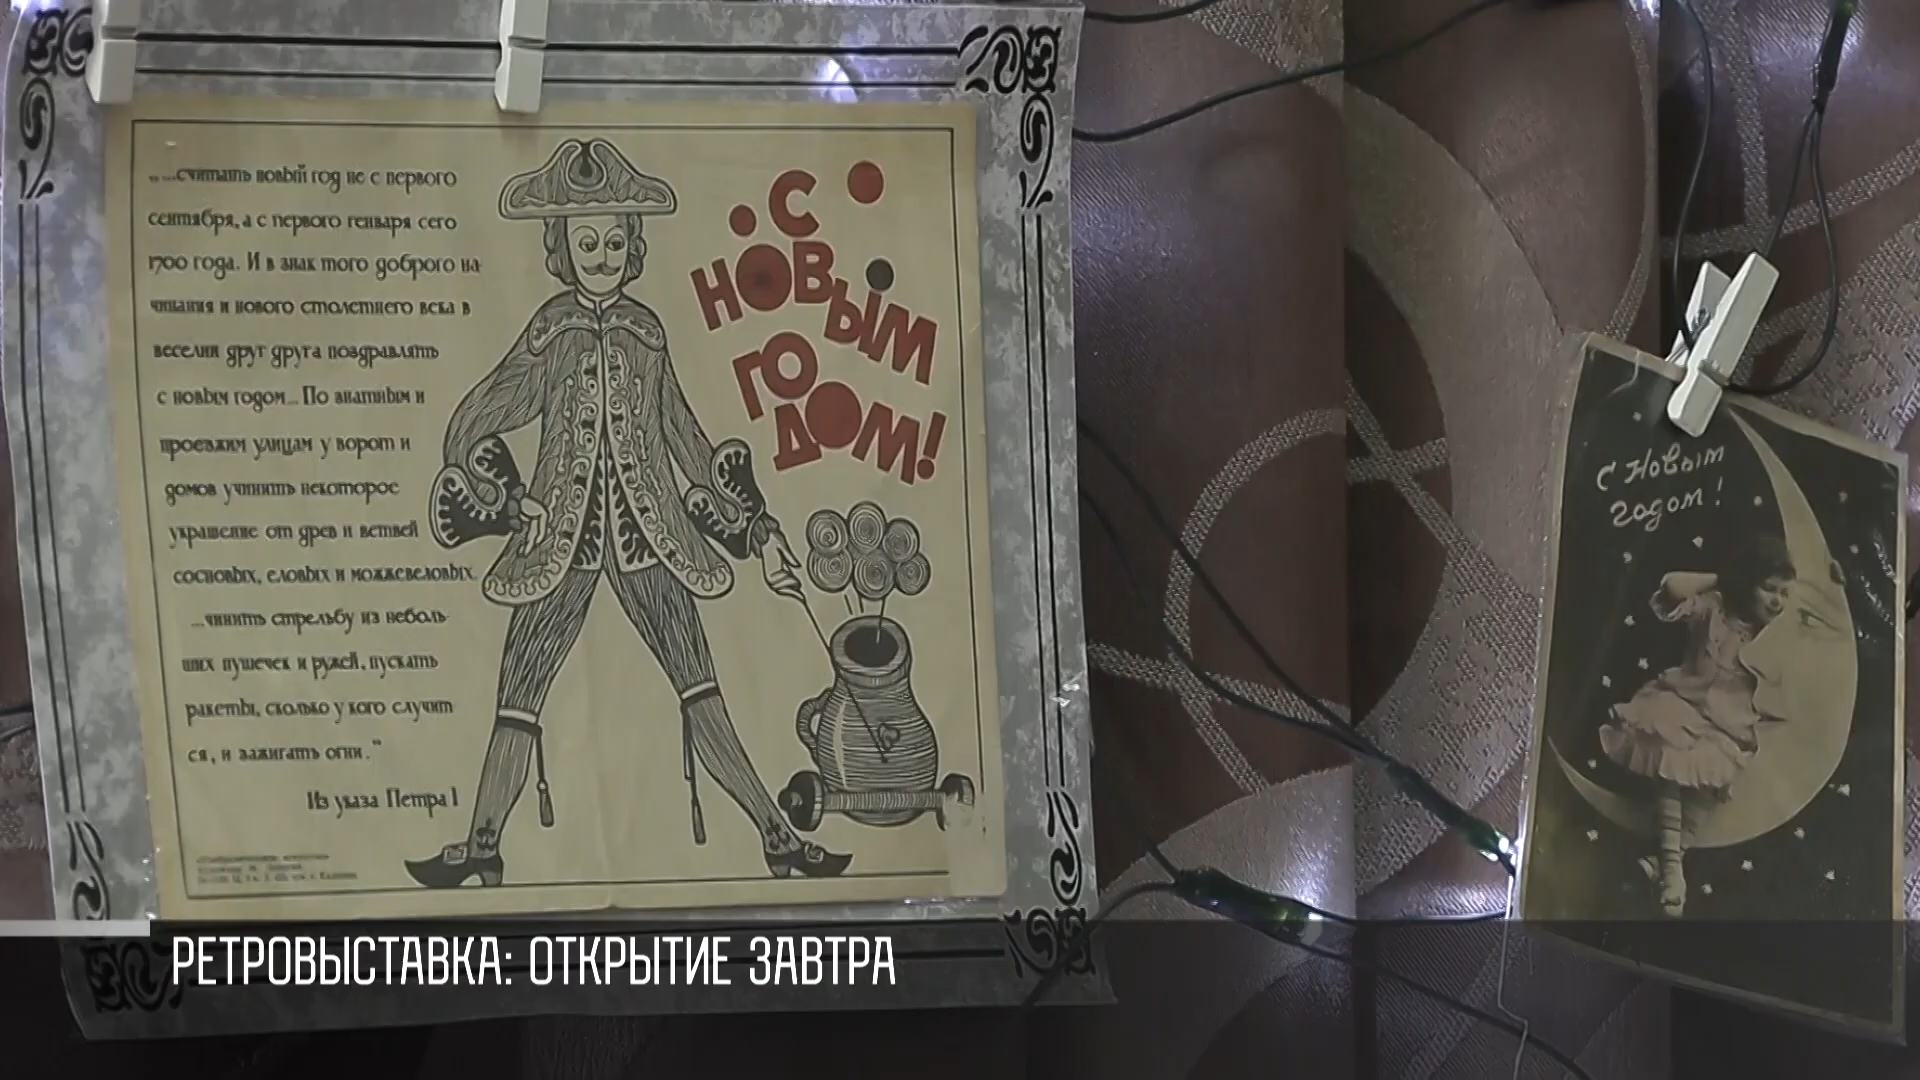 „...считать новый год не с первого
сентября, а с первого генваря сего
1700 года. И в знак того доброго на-
чинания и нового столетнего века в
веселии друг друга поздравлять
с новым годом... По знатным и
проезжим улицам у ворот и
домов учинить некоторое
украшение от древ и ветвей
сосновых, еловых и можжевеловых.
...чинить стрельбу из неболь-
ших пушечек и ружей, пускать
ракеты, сколько у кого случит
ся, и зажигать огни.“
Из указа Петра I
С
НОВЫМ
ГО
ДОМ!
С Новым
годом!
РЕТРОВЫСТАВКА: ОТКРЫТИЕ ЗАВТРА